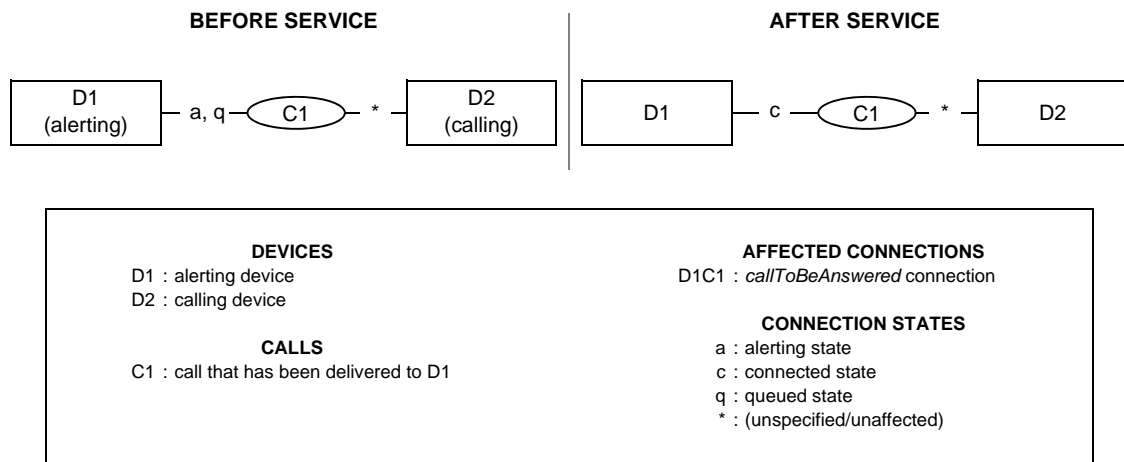 BEFORE SERVICE
AFTER SERVICE
D1
(alerting)
a, q
C1
*
D2
(calling)
D1
c
C1
*
D2
DEVICES
D1 : alerting device
D2 : calling device
CALLS
C1 : call that has been delivered to D1
AFFECTED CONNECTIONS
D1C1 : callToBeAnswered connection
CONNECTION STATES
a : alerting state
c : connected state
q : queued state
* : (unspecified/unaffected)